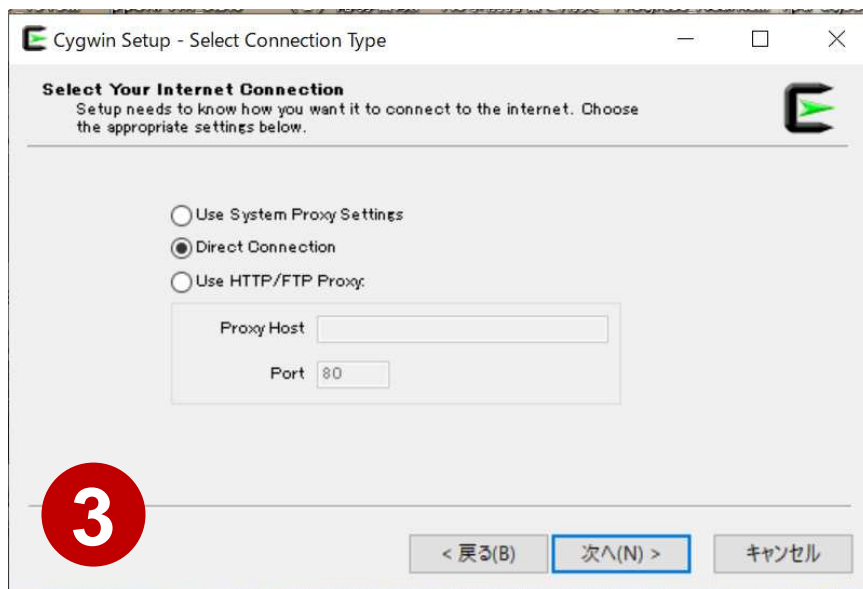 Cygwin Setup - Select Connection Type
Select Your Internet Connection
Setup needs to know how you want it to connect to the internet. Choose
the appropriate settings below.
Use System Proxy Settings
Direct Connection
Use HTTP/FTP Proxy:
Proxy Host
Port 80
3
< 戻る(B) 次へ(N) > キャンセル